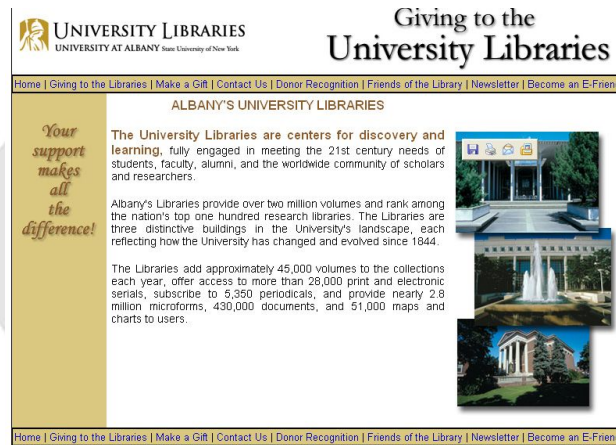 UNIVERSITY LIBRARIES
UNIVERSITY AT ALBANY State University of New York
Giving to the
University Libraries
Home | Giving to the Libraries | Make a Gift | Contact Us | Donor Recognition | Friends of the Library | Newsletter | Become an E-Frien
Your
support
makes
all
the
difference!
ALBANY'S UNIVERSITY LIBRARIES
The University Libraries are centers for discovery and
learning, fully engaged in meeting the 21st century needs of
students, faculty, alumni, and the worldwide community of scholars
and researchers.
Albany's Libraries provide over two million volumes and rank among
the nation's top one hundred research libraries. The Libraries are
three distinctive buildings in the University's landscape, each
reflecting how the University has changed and evolved since 1844.
The Libraries add approximately 45,000 volumes to the collections
each year, offer access to more than 28,000 print and electronic
serials, subscribe to 5,350 periodicals, and provide nearly 2.8
million microforms, 430,000 documents, and 51,000 maps and
charts to users.
Home | Giving to the Libraries | Make a Gift | Contact Us | Donor Recognition | Friends of the Library | Newsletter | Become an E-Frien